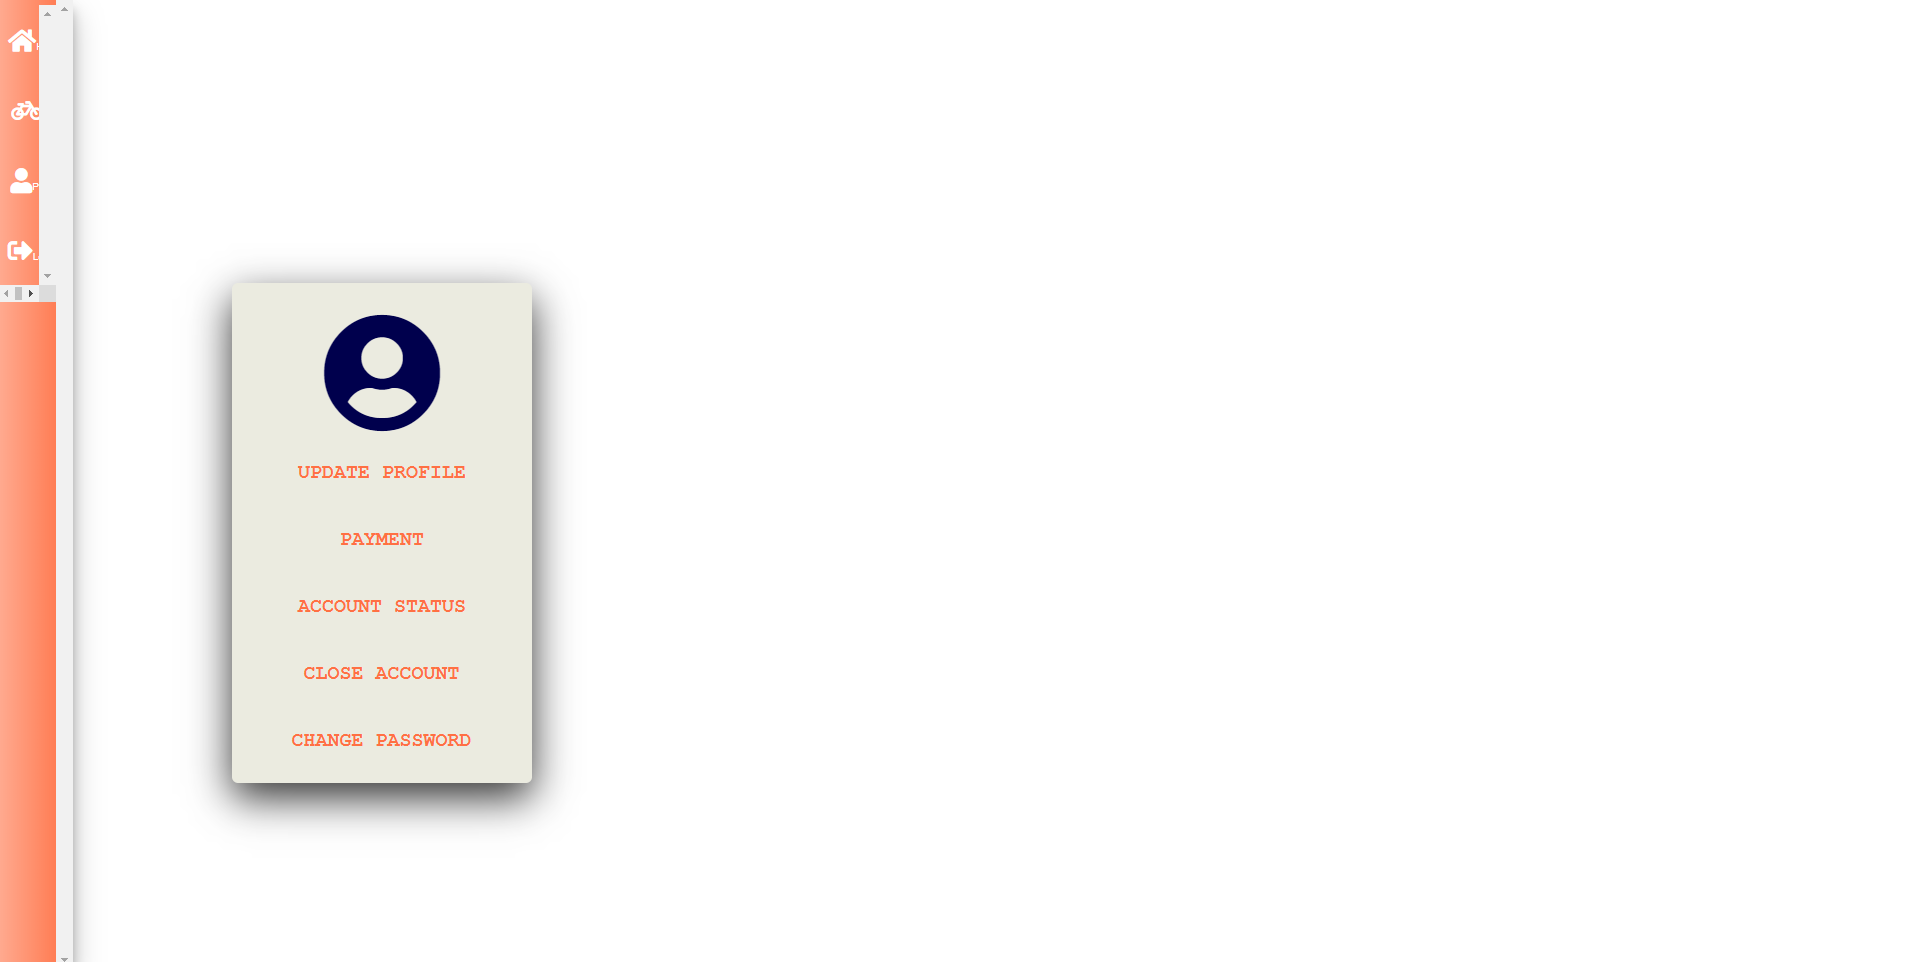 UPDATE PROFILE
PAYMENT
ACCOUNT STATUS
CLOSE ACCOUNT
CHANGE PASSWORD